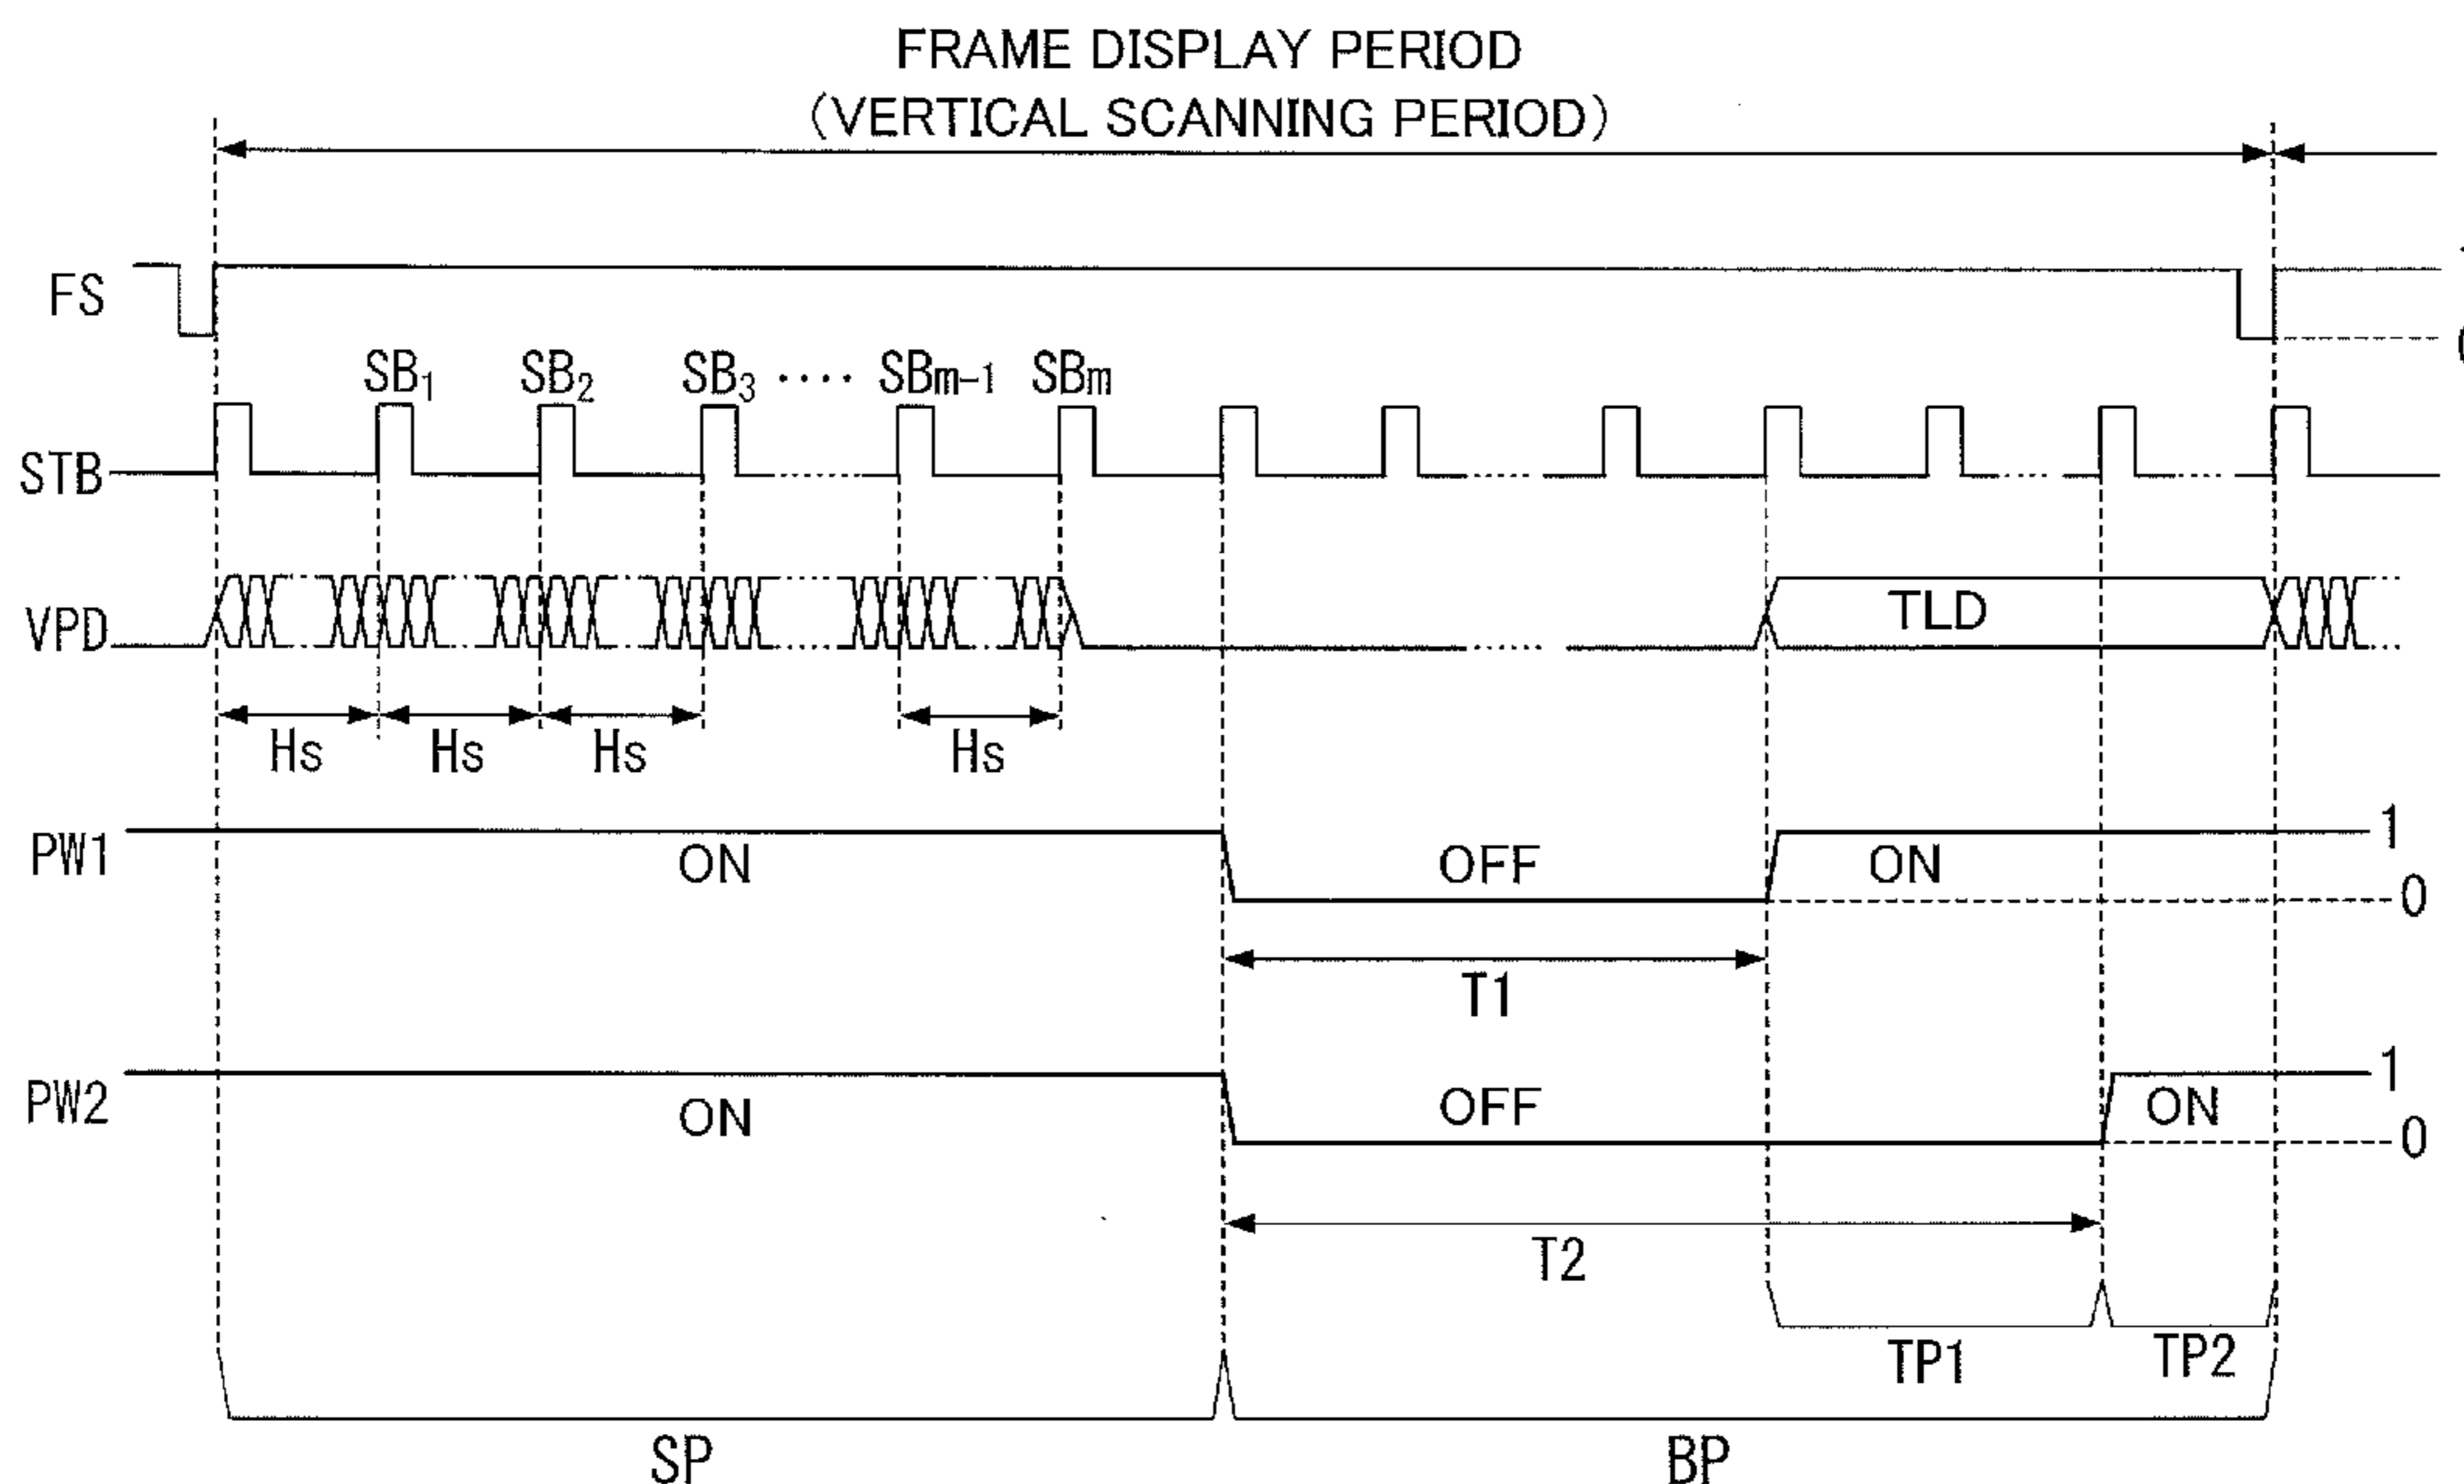 FRAME DISPLAY PERIOD
(VERTICAL SCANNING PERIOD)
FS
SB1 SB2 SB3 ···· SBm-1 SBm
STB
VPD TLD
Hs Hs Hs Hs
PW1 ON OFF ON 1
0
T1
PW2 ON OFF ON 1
0
T2
TP1 TP2
SP BP